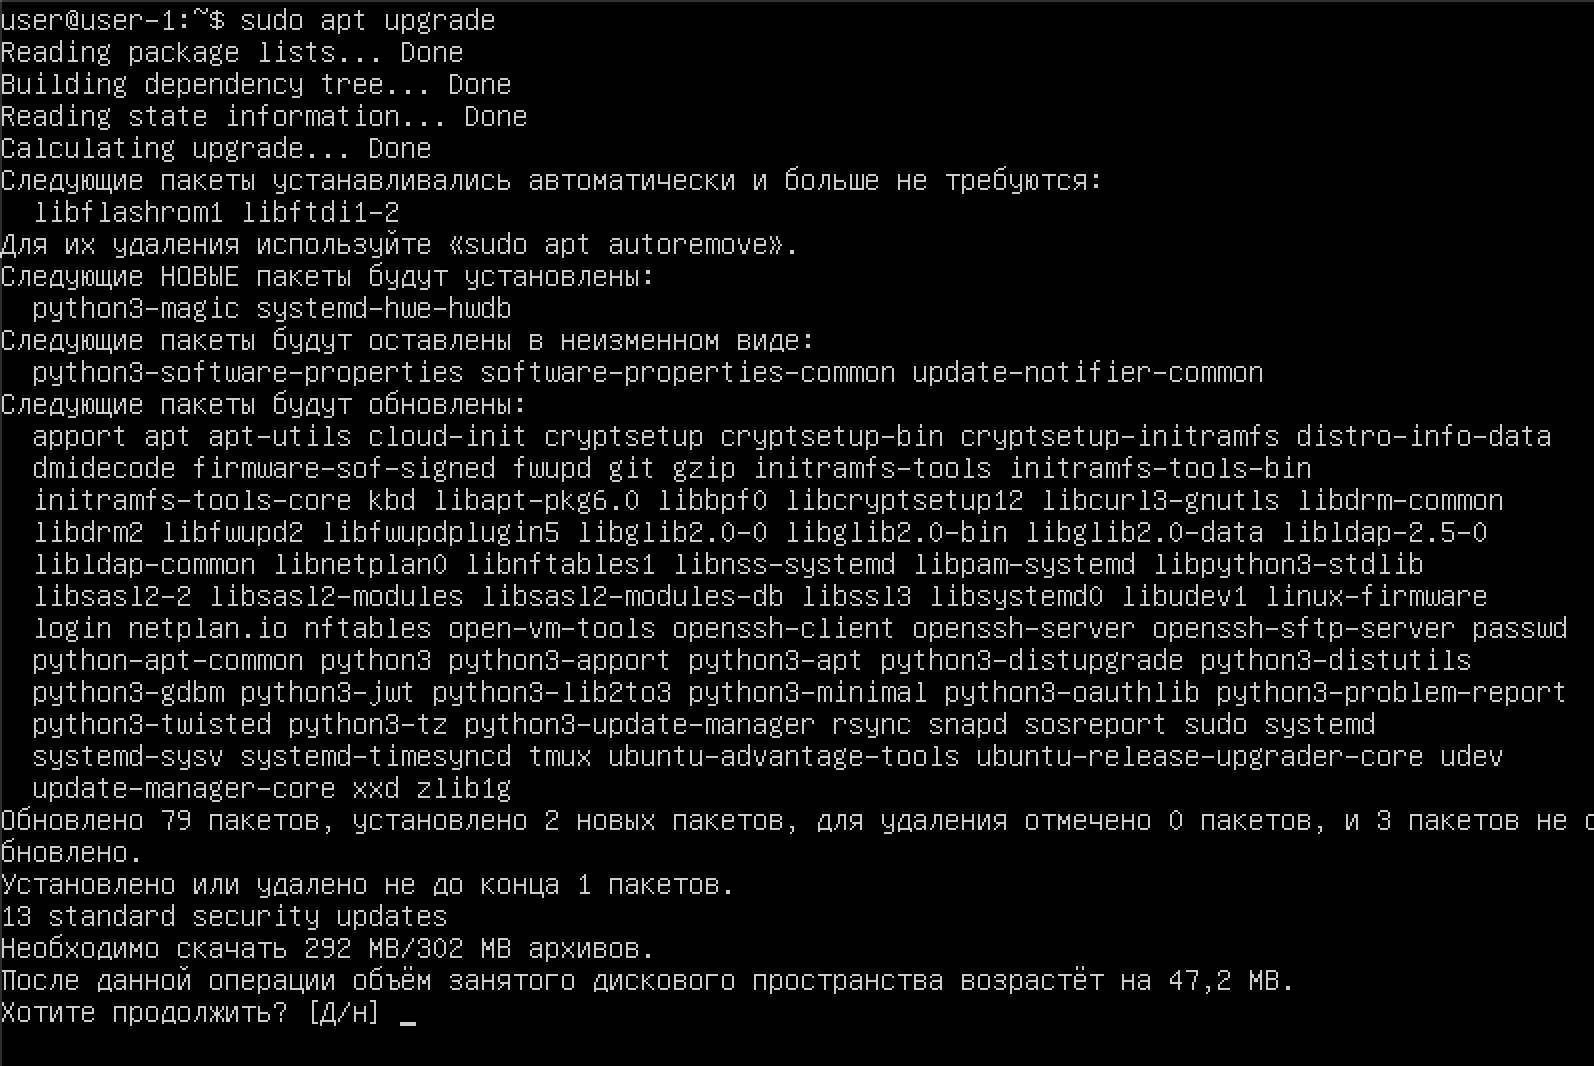 user@user-1:~$ sudo apt upgrade
Reading package lists... Done
Building dependency tree... Done
Reading state information... Done
Calculating upgrade... Done
Следующие пакеты устанавливались автоматически и больше не требуются:
  libflashrom1 libftdi1-2
Для их удаления используйте «sudo apt autoremove».
Следующие НОВЫЕ пакеты будут установлены:
  python3-magic systemd-hwe-hwdb
Следующие пакеты будут оставлены в неизменном виде:
  python3-software-properties software-properties-common update-notifier-common
Следующие пакеты будут обновлены:
  apport apt apt-utils cloud-init cryptsetup cryptsetup-bin cryptsetup-initramfs distro-info-data
  dmidecode firmware-sof-signed fwupd git gzip initramfs-tools initramfs-tools-bin
  initramfs-tools-core kbd libapt-pkg6.0 libbpf0 libcryptsetup12 libcurl3-gnutls libdrm-common
  libdrm2 libfwupd2 libfwupdplugin5 libglib2.0-0 libglib2.0-bin libglib2.0-data libldap-2.5-0
  libldap-common libnetplan0 libnftables1 libnss-systemd libpam-systemd libpython3-stdlib
  libsasl2-2 libsasl2-modules libsasl2-modules-db libssl3 libsystemd0 libudev1 linux-firmware
  login netplan.io nftables open-vm-tools openssh-client openssh-server openssh-sftp-server passwd
  python-apt-common python3 python3-apport python3-apt python3-distupgrade python3-distutils
  python3-gdbm python3-jwt python3-lib2to3 python3-minimal python3-oauthlib python3-problem-report
  python3-twisted python3-tz python3-update-manager rsync snapd sosreport sudo systemd
  systemd-sysv systemd-timesyncd tmux ubuntu-advantage-tools ubuntu-release-upgrader-core udev
  update-manager-core xxd zlib1g
Обновлено 79 пакетов, установлено 2 новых пакетов, для удаления отмечено 0 пакетов, и 3 пакетов не о
бновлено.
Установлено или удалено не до конца 1 пакетов.
13 standard security updates
Необходимо скачать 292 MB/302 MB архивов.
После данной операции объём занятого дискового пространства возрастёт на 47,2 MB.
Хотите продолжить? [Д/н] _